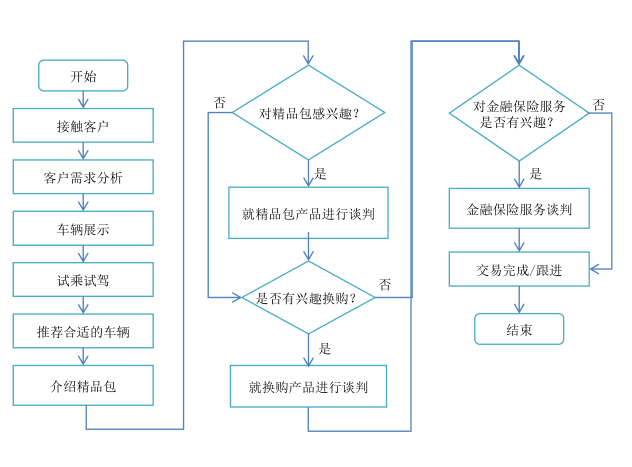 开始
接触客户
客户需求分析
车辆展示
试乘试驾
推荐合适的车辆
介绍精品包
对精品包感兴趣？
否
是
就精品包产品进行谈判
是否有兴趣换购？
否
是
就换购产品进行谈判
对金融保险服务
是否有兴趣？
否
是
金融保险服务谈判
交易完成/跟进
结束